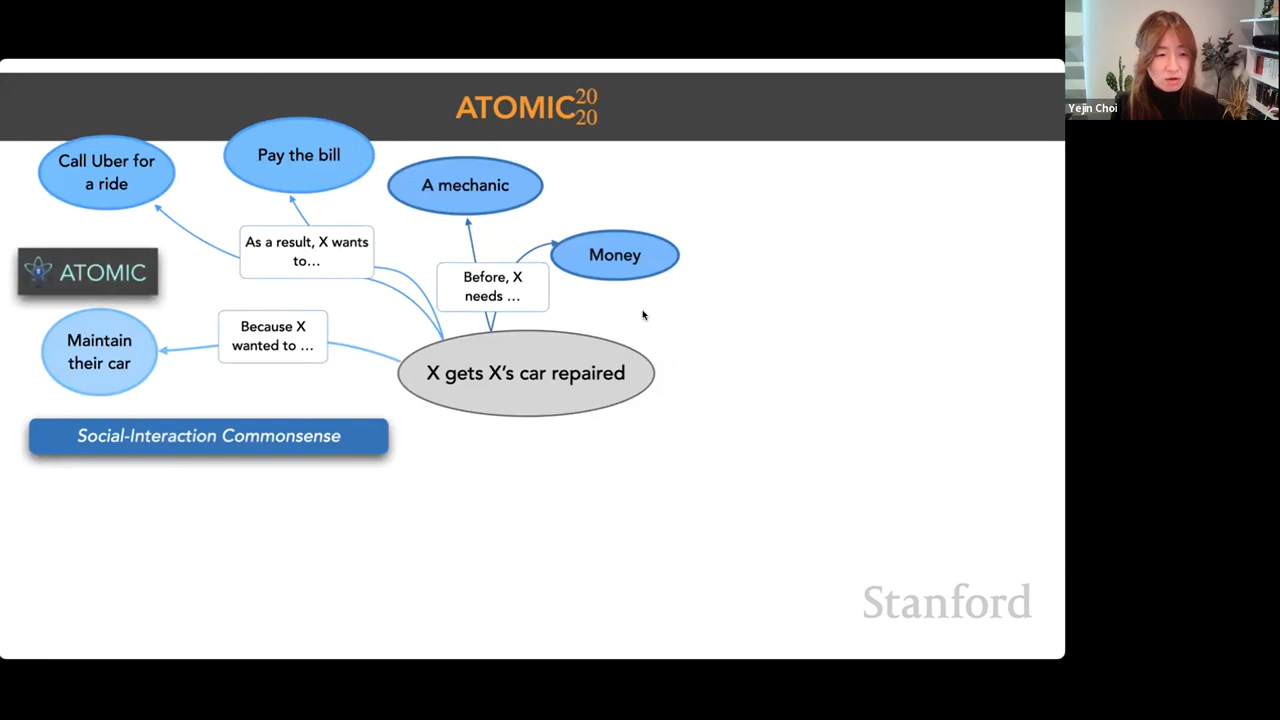 Yejin Choi
ATOMIC 20 20
Call Uber for
a ride
Pay the bill
A mechanic
As a result, X wants
to…
Before, X
needs …
Money
ATOMIC
Maintain
their car
Because X
wanted to …
X gets X’s car repaired
Social-Interaction Commonsense
Stanford